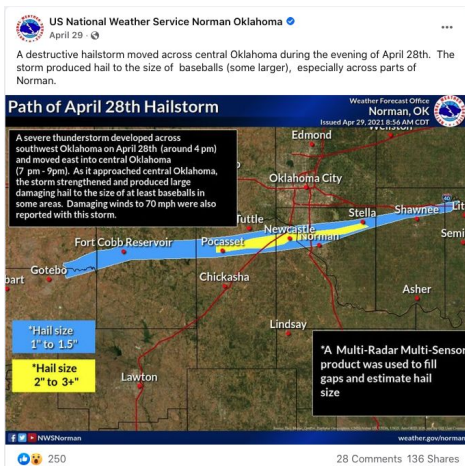 US National Weather Service Norman Oklahoma
April 29
A destructive hailstorm moved across central Oklahoma during the evening of April 28th. The
storm produced hail to the size of baseballs (some larger), especially across parts of
Norman.
Path of April 28th Hailstorm
Weather Forecast Office
Norman, OK
Issued Apr 29, 2021 8:56 AM CDT
A severe thunderstorm developed across
southwest Oklahoma on April 28th (around 4 pm)
and moved east into central Oklahoma
(7 pm - 9pm). As it approached central Oklahoma,
the storm strengthened and produced large
damaging hail to the size of at least baseballs in
some areas. Damaging winds to 70 mph were also
reported with this storm.
Edmond
Oklahoma City
40
Tuttle
Stella
Shawnee
Lit
Newcastle
Semi
Fort Cobb Reservoir
Pocasset
Norman
Gotebo
bart
Chickasha
Asher
Lindsay
*Hail size
1" to 1.5"
*Hail size
2" to 3+"
Lawton
*A Multi-Radar Multi-Sensor
product was used to fill
gaps and estimate hail
size
NWSNorman
weather.gov/norman
250
28 Comments 136 Shares